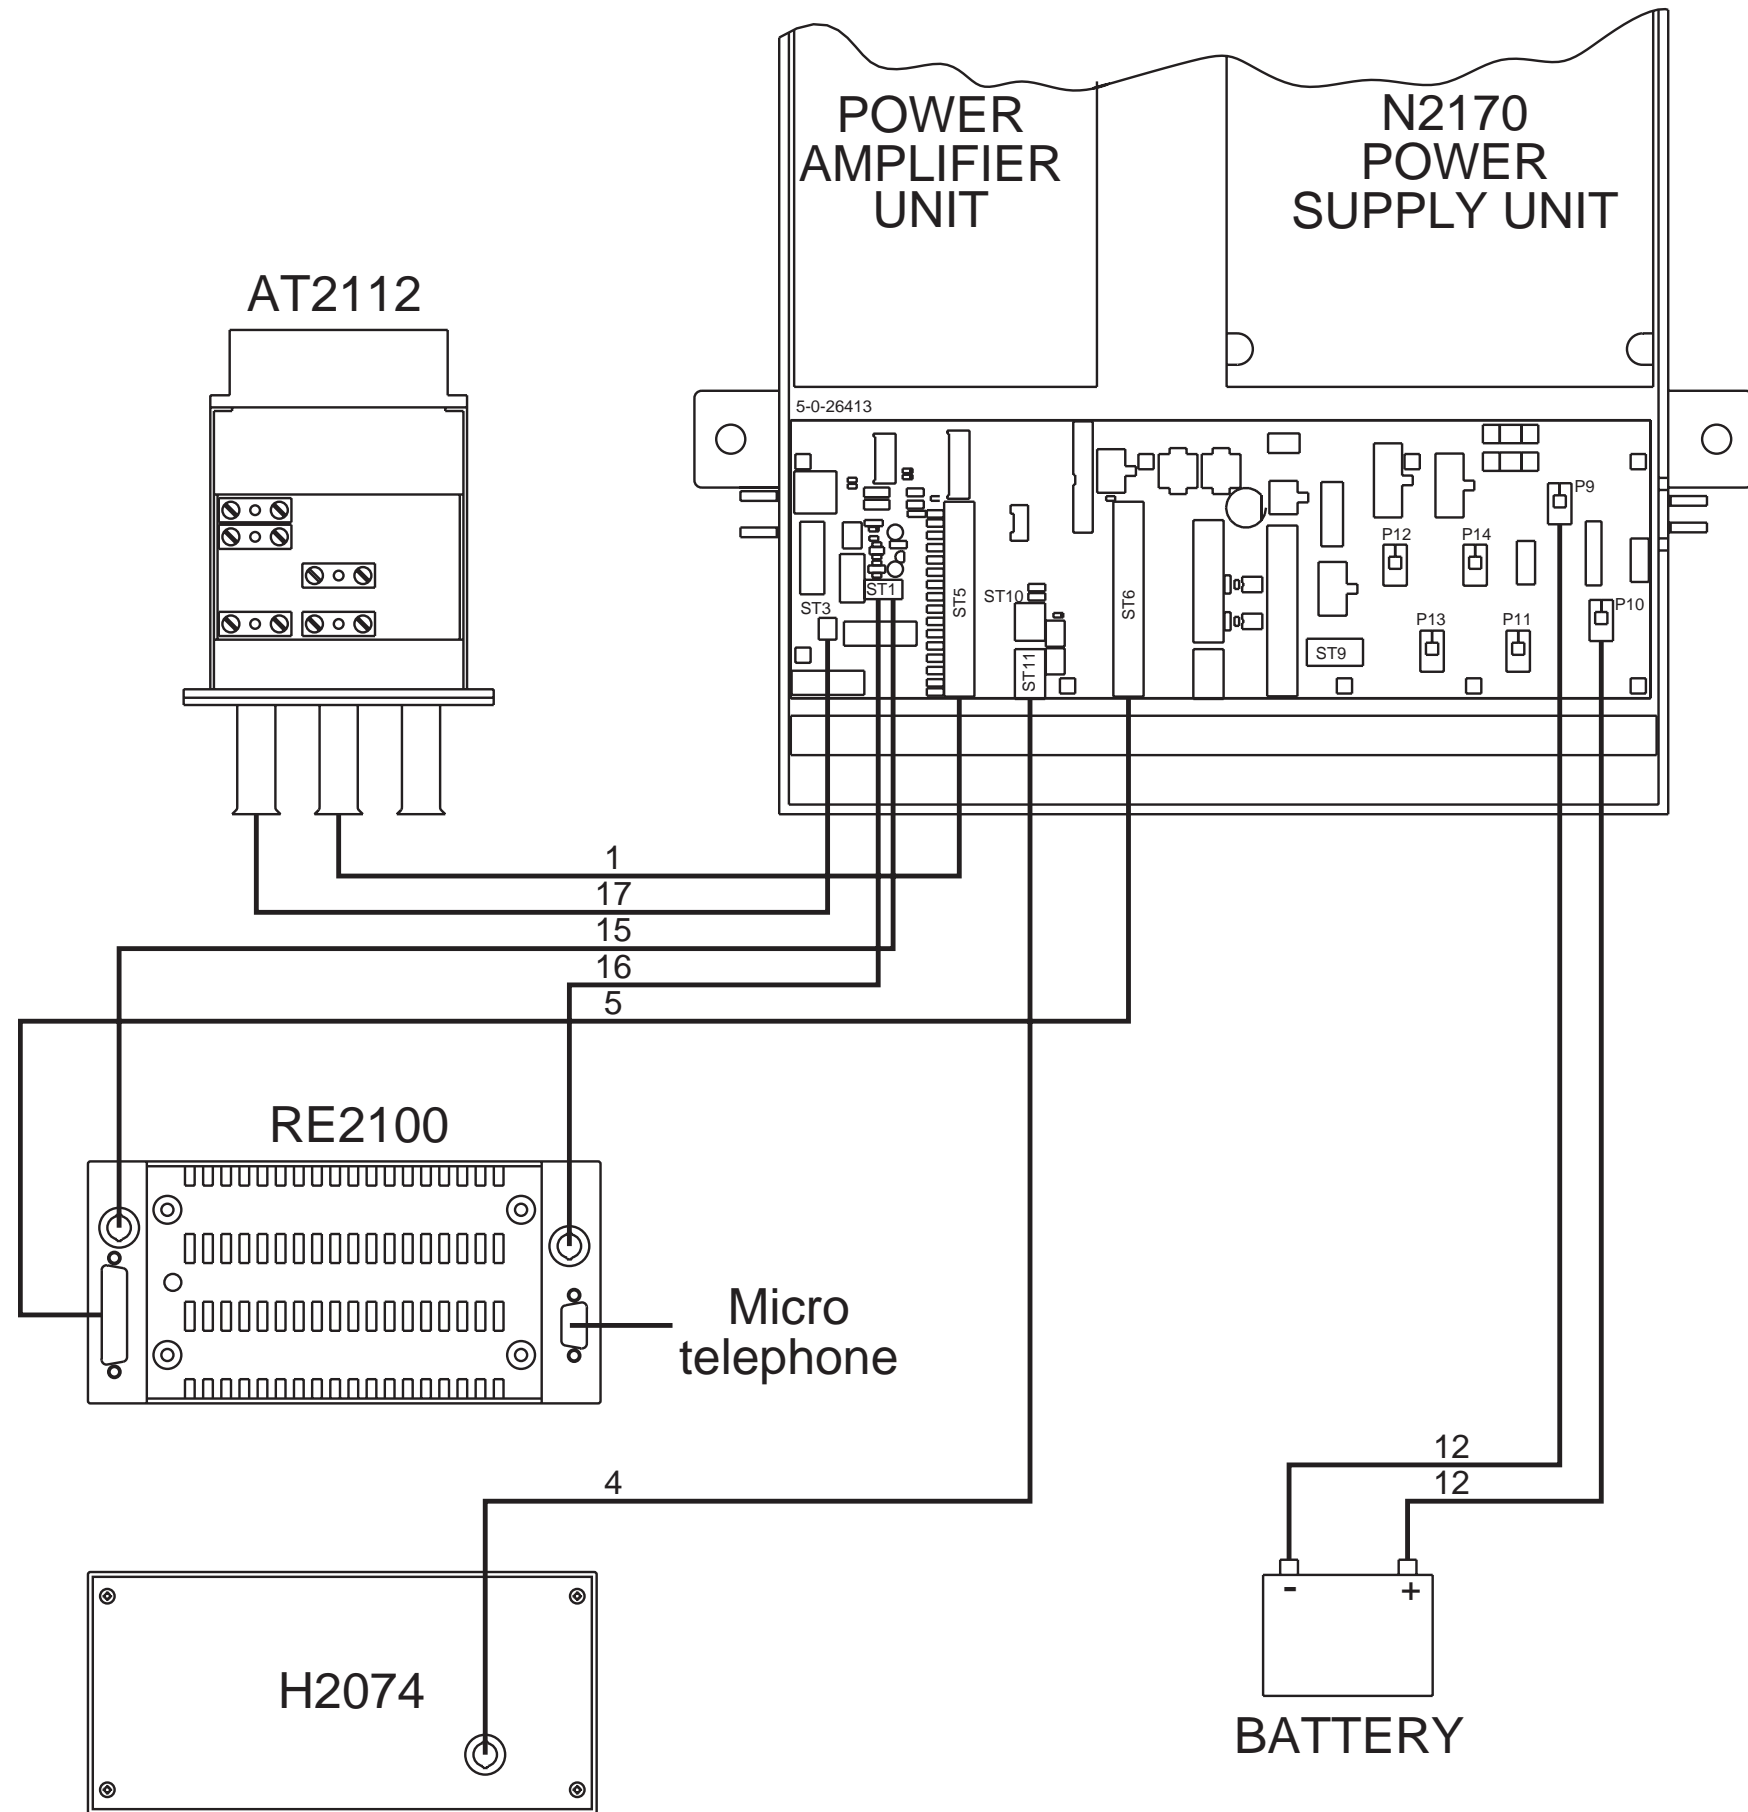 POWER
AMPLIFIER
UNIT
N2170
POWER
SUPPLY UNIT
AT2112
5-0-26413
P9
P12
P14
ST1
ST3
ST5
ST10
ST6
P10
P13
P11
ST9
ST11
1
17
15
16
5
RE2100
Micro
telephone
12
12
4
- +
H2074
BATTERY